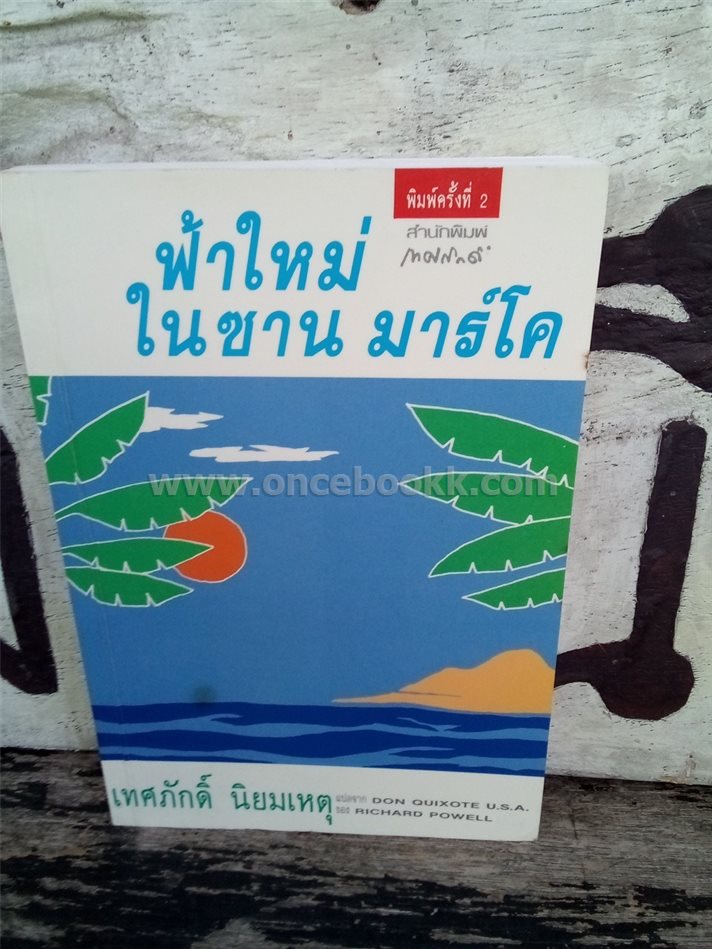 พิมพ์ครั้งที่ 2
สำนักพิมพ์
ฟ้าใหม่
ในซาน มาร์โค
www.oncebookk.com
เทศภักดิ์ นิยมเหตุ
แปลจาก DON QUIXOTE U.S.A.
ของ RICHARD POWELL